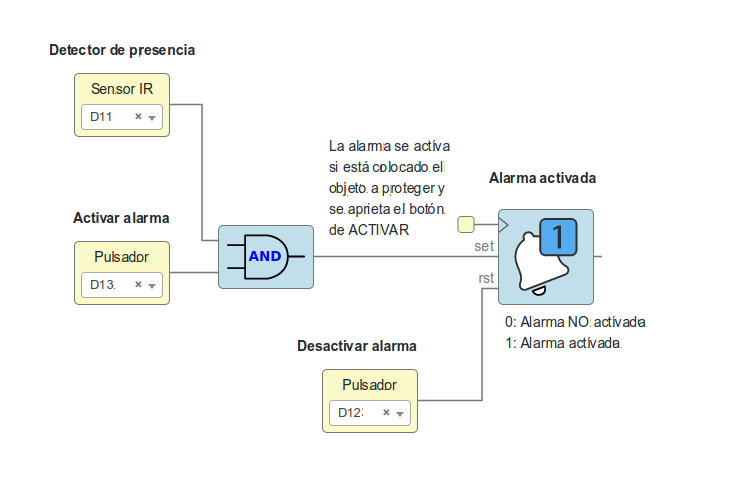 Detector de presencia
Sensor IR
D11
La alarma se activa
si está colocado el
objeto a proteger y
se aprieta el botón
de ACTIVAR
Alarma activada
Activar alarma
Pulsador
D13
AND
1
set
rst
0: Alarma NO activada
1: Alarma activada
Desactivar alarma
Pulsador
D12